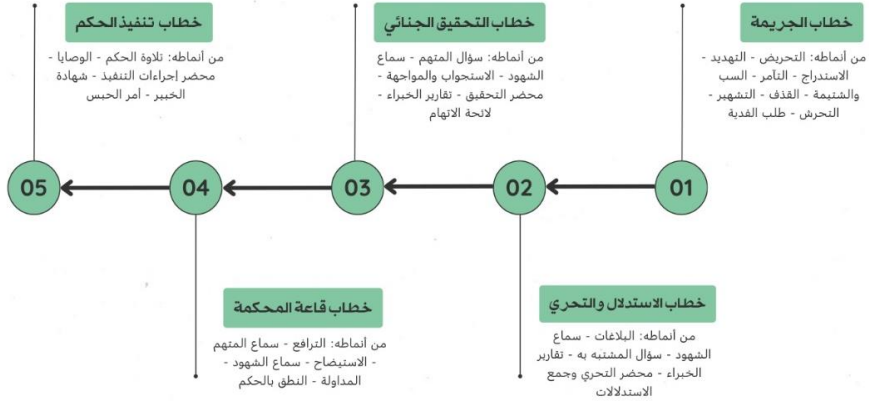 خطاب الجريمة
من أنماطه: التحريض - التهديد -
الاستدراج - التآمر - السب
والشتيمة - القذف - التشهير -
التحرش - طلب الفدية
خطاب التحقيق الجنائي
من أنماطه: سؤال المتهم - سماع
الشهود - الاستجواب والمواجهة -
محضر التحقيق - تقارير الخبراء -
لائحة الاتهام
خطاب تنفيذ الحكم
من أنماطه: تلاوة الحكم - الوصايا -
محضر إجراءات التنفيذ - شهادة
الخبير - أمر الحبس
01
02
03
04
05
خطاب الاستدلال والتحري
من أنماطه: البلاغات - سماع
الشهود - سؤال المشتبه به - تقارير
الخبراء - محضر التحري وجمع
الاستدلالات
خطاب قاعة المحكمة
من أنماطه: الترافع - سماع المتهم
- الاستيضاح - سماع الشهود -
المداولة - النطق بالحكم